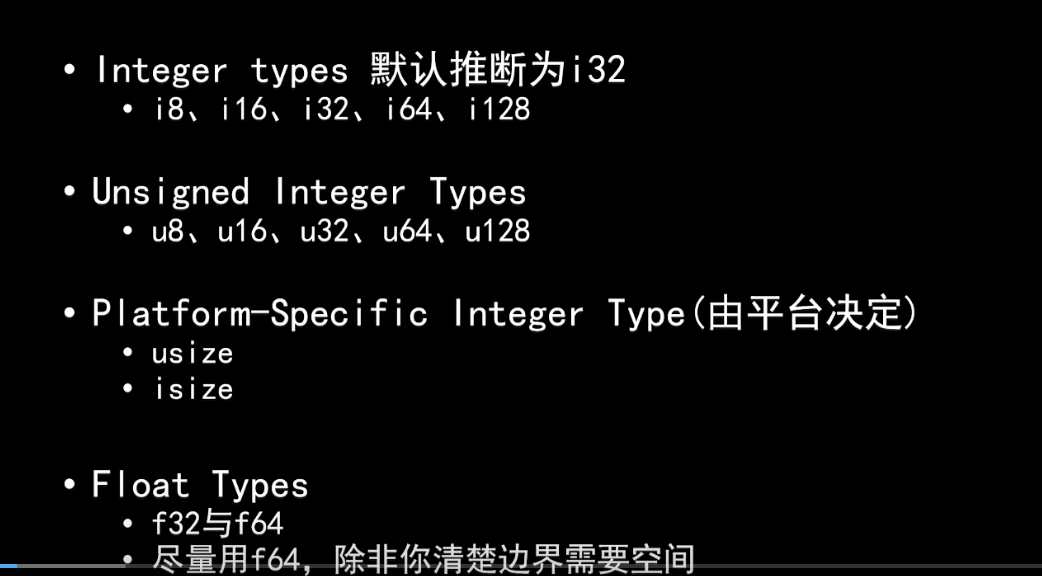 • Integer types 默认推断为i32
• i8、i16、i32、i64、i128
• Unsigned Integer Types
• u8、u16、u32、u64、u128
• Platform-Specific Integer Type(由平台决定)
• usize
• isize
• Float Types
• f32与f64
• 尽量用f64，除非你清楚边界需要空间